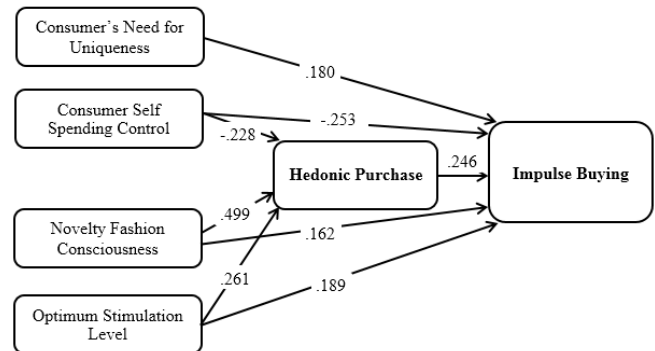 Consumer's Need for
Uniqueness
.180
Consumer Self
Spending Control
-.253
-.228
Hedonic Purchase
.246
Impulse Buying
.499
Novelty Fashion
Consciousness
.162
.261
.189
Optimum Stimulation
Level